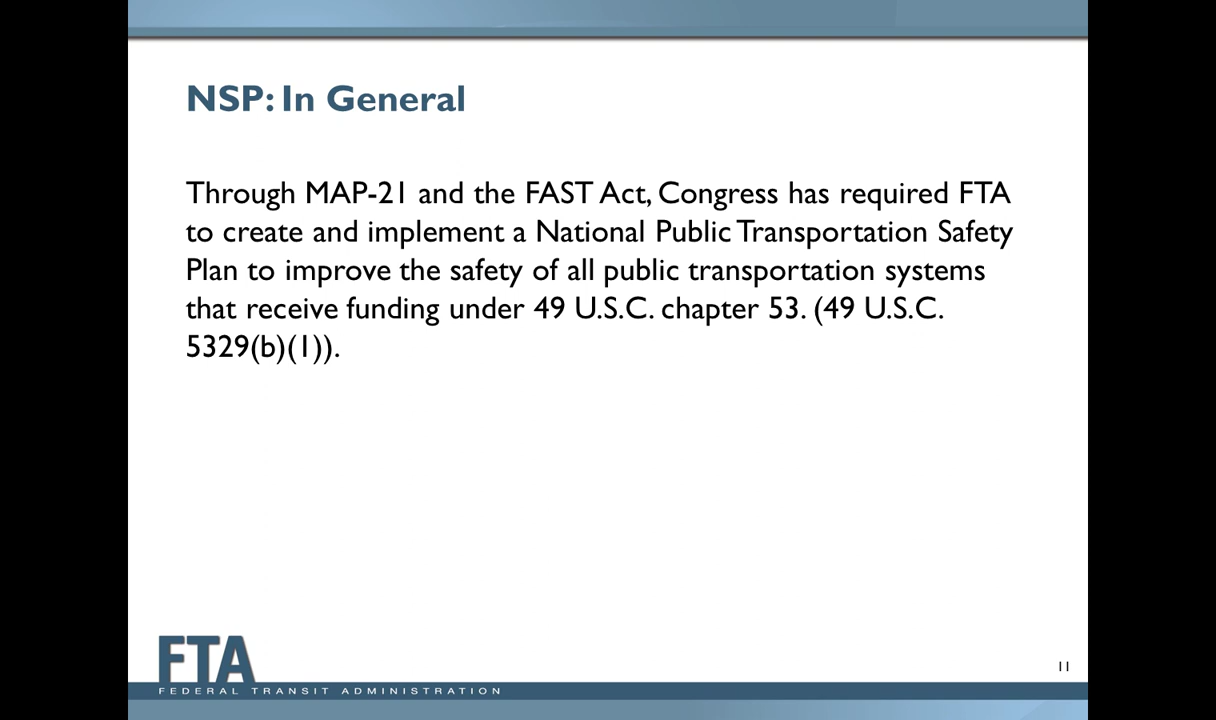 NSP: In General
Through MAP-21 and the FAST Act, Congress has required FTA
to create and implement a National Public Transportation Safety
Plan to improve the safety of all public transportation systems
that receive funding under 49 U.S.C. chapter 53. (49 U.S.C.
5329(b)(1)).
FTA
FEDERAL TRANSIT ADMINISTRATION
11